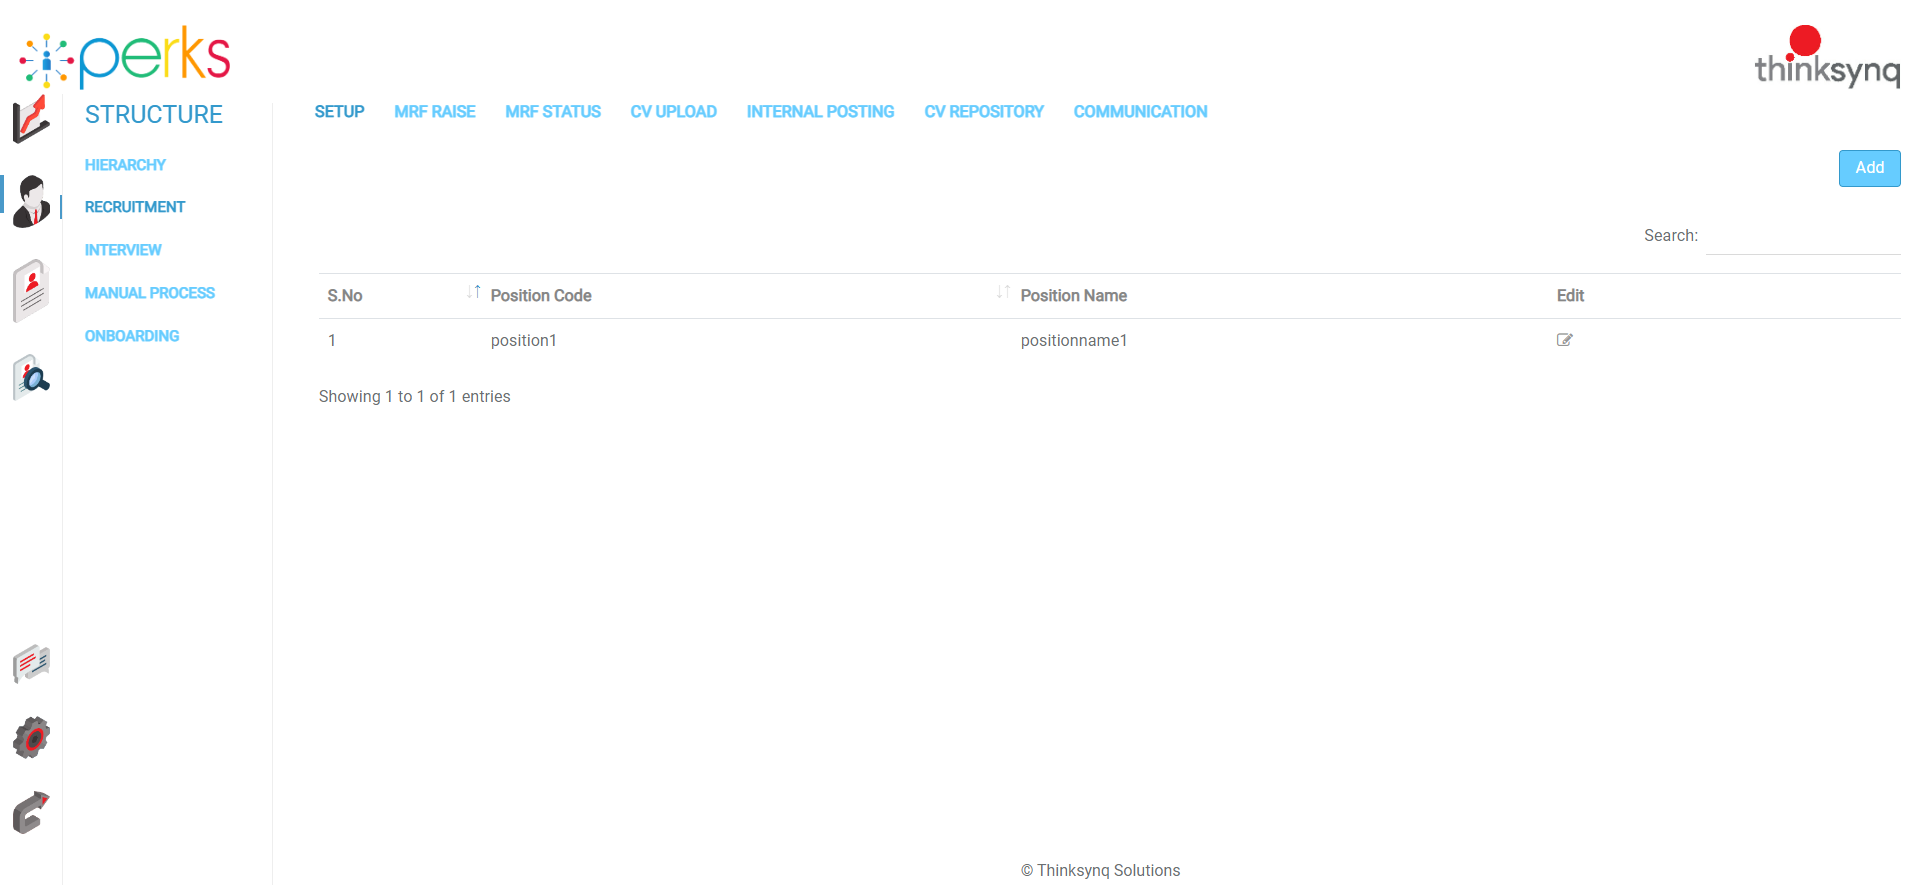 perks
thinksynq
STRUCTURE
HIERARCHY
RECRUITMENT
INTERVIEW
MANUAL PROCESS
ONBOARDING
SETUP MRF RAISE MRF STATUS CV UPLOAD INTERNAL POSTING CV REPOSITORY COMMUNICATION
Add
Search:
S.No Position Code Position Name Edit
1 position1 positionname1
Showing 1 to 1 of 1 entries
© Thinksynq Solutions